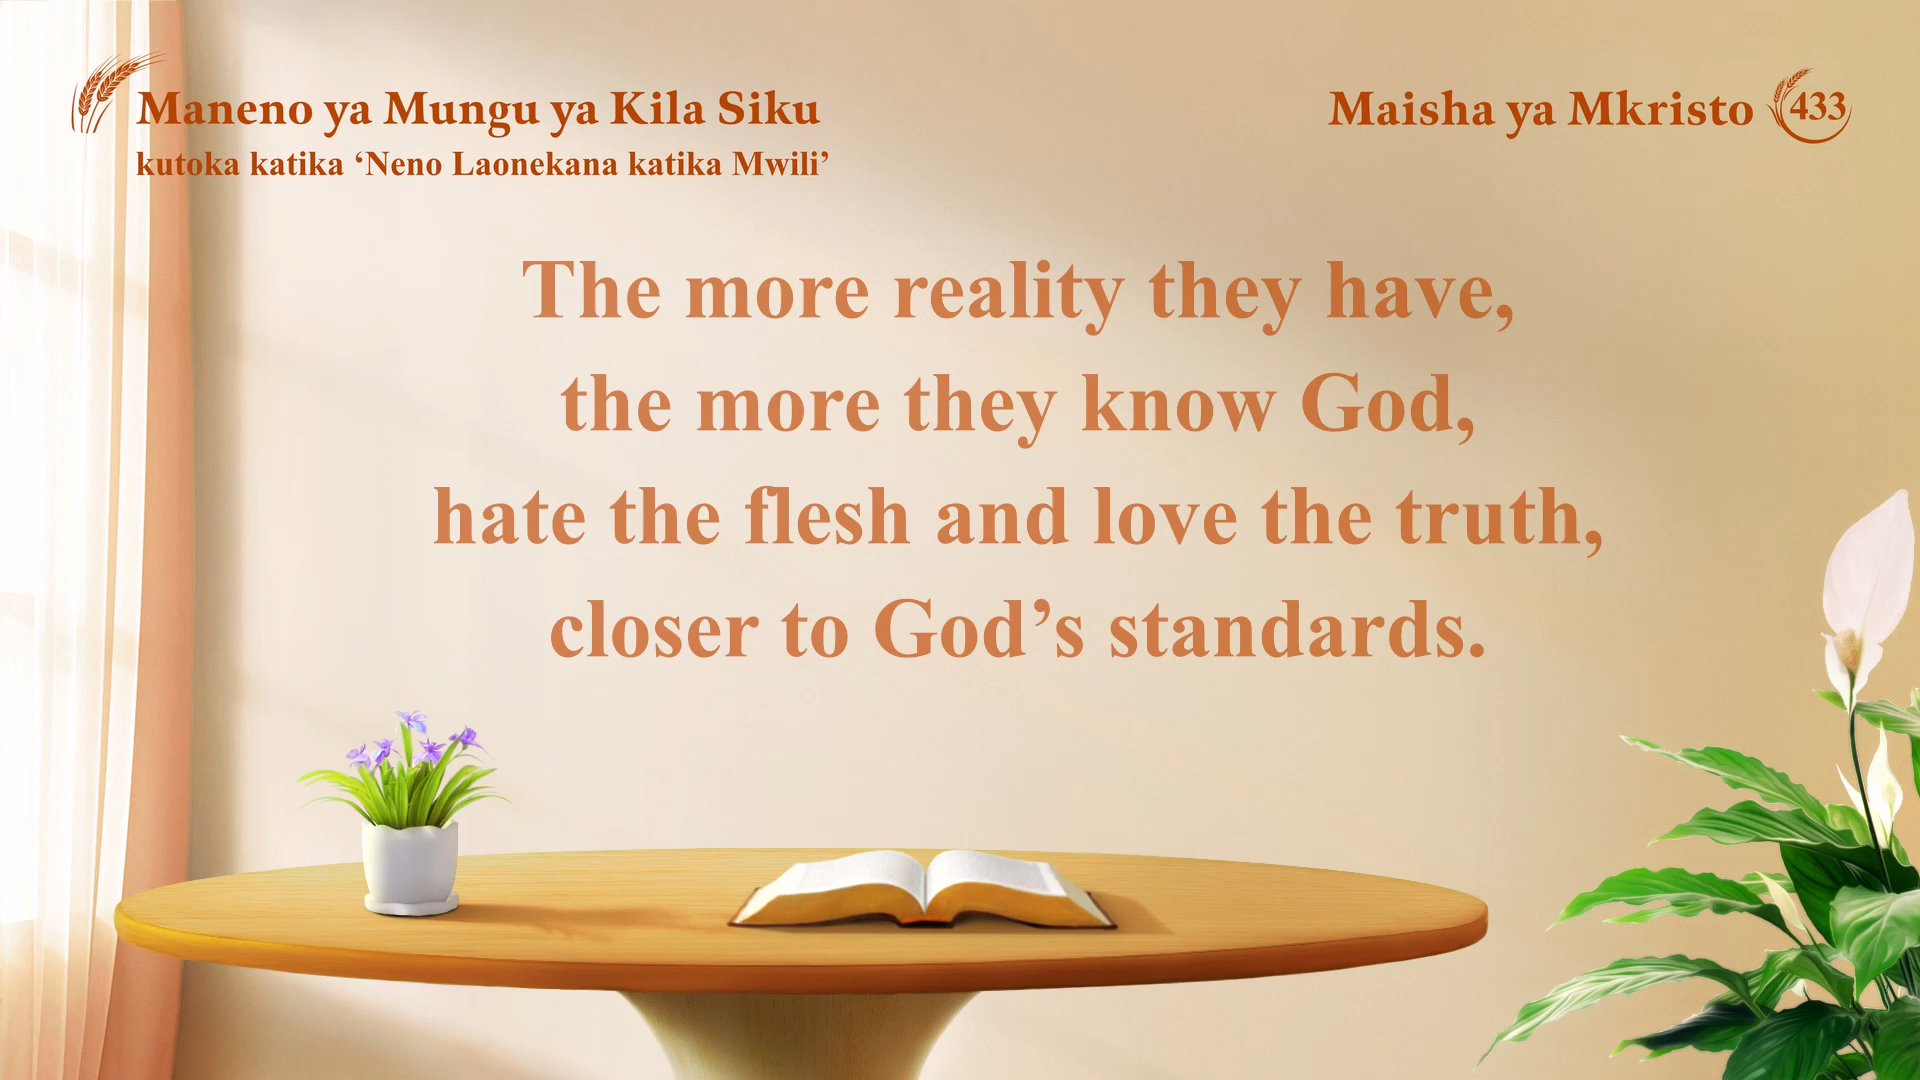 Maneno ya Mungu ya Kila Siku
kutoka katika ‘Neno Laonekana katika Mwili’
Maisha ya Mkristo 433
The more reality they have,
the more they know God,
hate the flesh and love the truth,
closer to God’s standards.